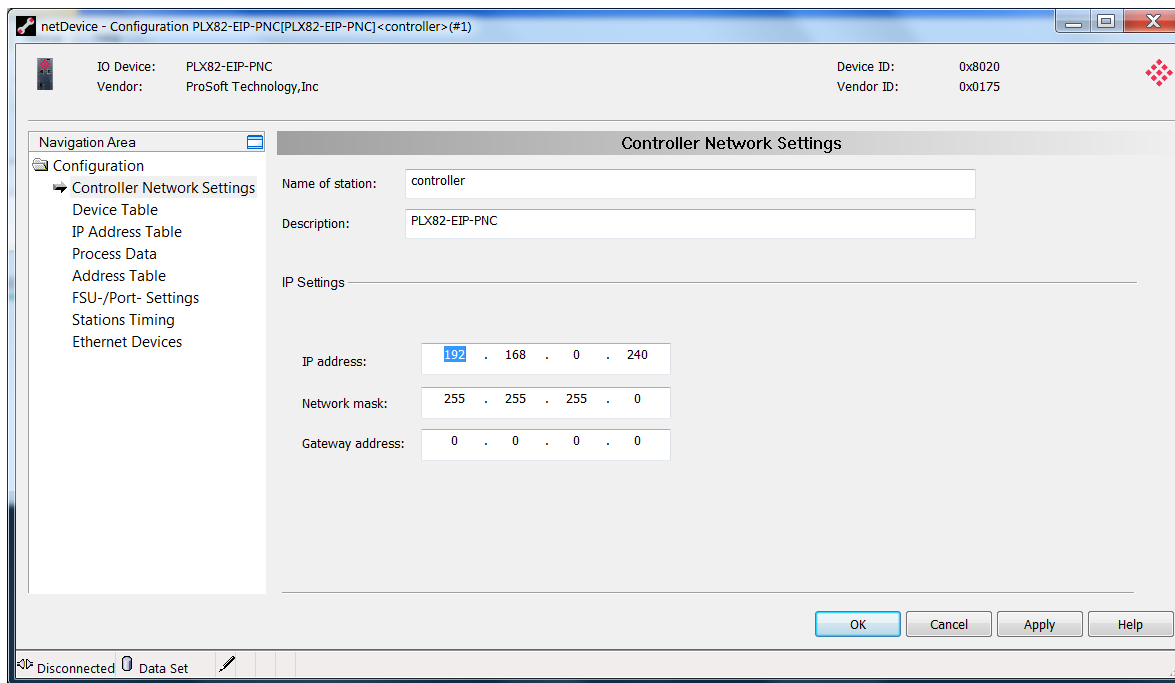 netDevice - Configuration PLX82-EIP-PNC[PLX82-EIP-PNC]<controller>(#1)
IO Device: PLX82-EIP-PNC Device ID: 0x8020
Vendor: ProSoft Technology,Inc Vendor ID: 0x0175
Navigation Area
Configuration
Controller Network Settings
Device Table
IP Address Table
Process Data
Address Table
FSU-/Port- Settings
Stations Timing
Ethernet Devices
Controller Network Settings
Name of station: controller
Description: PLX82-EIP-PNC
IP Settings
IP address: 192 . 168 . 0 . 240
Network mask: 255 . 255 . 255 . 0
Gateway address: 0 . 0 . 0 . 0
OK Cancel Apply Help
Disconnected Data Set